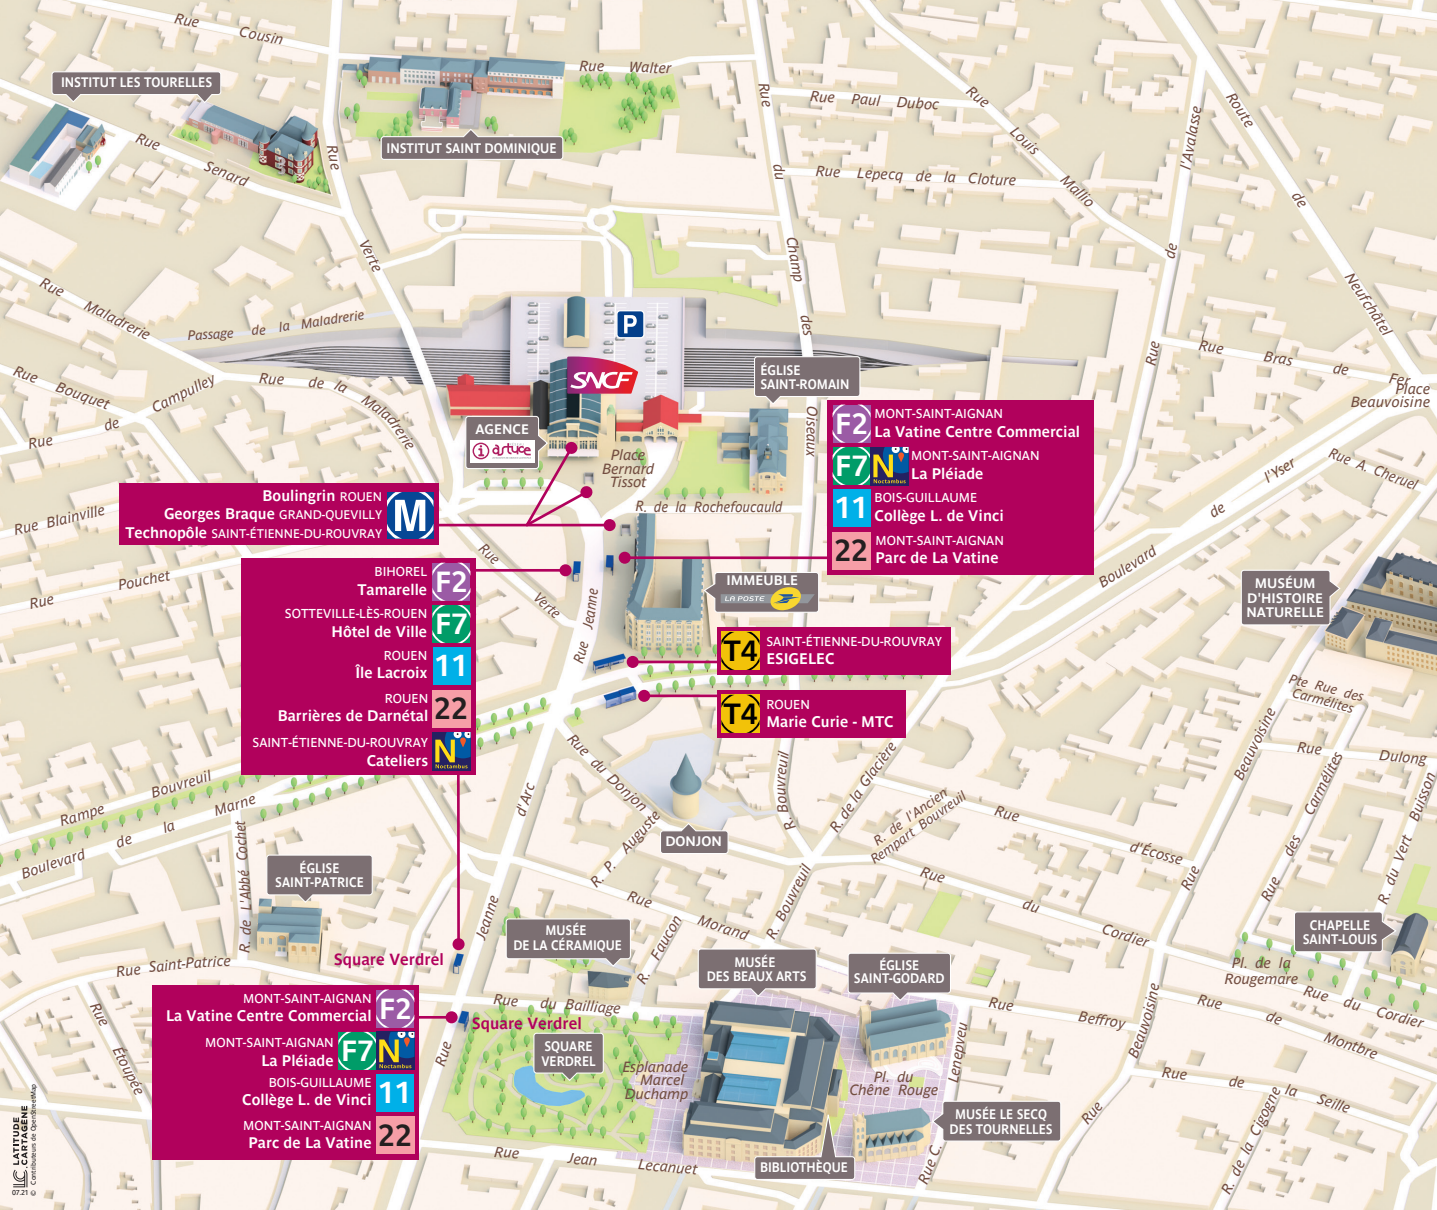 Rue Cousin
INSTITUT LES TOURELLES
Rue Senard
Rue Verte
INSTITUT SAINT DOMINIQUE
Rue Walter
Rue du Champ des Oiseaux
Rue Paul Duboc
Rue Louis Mallio
Rue Lepecq de la Cloture
Rue de l'Avalasse
Route de Neufchâtel
Rue Maladrerie
Passage de la Maladrerie
Rue Bouquet
Campulley
Rue de la Maladrerie
Rue de
P
SNCF
ÉGLISE
SAINT-ROMAIN
Rue Bras de Fer
Place
Beauvoisine
AGENCE
i astuce
Place
Bernard
Tissot
R. de la Rochefoucauld
F2 MONT-SAINT-AIGNAN
La Vatine Centre Commercial
F7 N Noctambus MONT-SAINT-AIGNAN
La Pléiade
11 BOIS-GUILLAUME
Collège L. de Vinci
22 MONT-SAINT-AIGNAN
Parc de La Vatine
Boulingrin ROUEN
Georges Braque GRAND-QUEVILLY
Technopôle SAINT-ÉTIENNE-DU-ROUVRAY
M
Rue Blainville
Rue Pouchet
Rue Verte
Rue Jeanne d'Arc
Boulevard de l'Yser
Rue A. Cheruel
BIHOREL
Tamarelle F2
SOTTEVILLE-LÈS-ROUEN
Hôtel de Ville F7
ROUEN
Île Lacroix 11
ROUEN
Barrières de Darnétal 22
SAINT-ÉTIENNE-DU-ROUVRAY
Cateliers N Noctambus
IMMEUBLE
LA POSTE
MUSÉUM
D'HISTOIRE
NATURELLE
T4 SAINT-ÉTIENNE-DU-ROUVRAY
ESIGELEC
T4 ROUEN
Marie Curie - MTC
Pte Rue des
Carmélites
Rue Beauvoisine
Rue des Carmélites
Rue Dulong
R. du Vert Buisson
Rampe Bouvreuil
Boulevard de la Marne
R. de L'Abbé Cochet
Rue du Donjon
R. P. Auguste
DONJON
R. Bouvreuil
R. de la Glacière
R. de l'Ancien
Rempart Bouvreuil
Rue d'Écosse
ÉGLISE
SAINT-PATRICE
Rue Saint-Patrice
Rue Jeanne
Square Verdrel
MUSÉE
DE LA CÉRAMIQUE
R. Faucon
Rue Morand
R. Bouvreuil
Rue du Cordier
MUSÉE
DES BEAUX ARTS
ÉGLISE
SAINT-GODARD
CHAPELLE
SAINT-LOUIS
Pl. de la
Rougemare
Rue du Cordier
Rue de Montbre
Rue Beffroy
Rue Beauvoisine
Rue Étoupée
MONT-SAINT-AIGNAN
La Vatine Centre Commercial F2
MONT-SAINT-AIGNAN
La Pléiade F7 N Noctambus
BOIS-GUILLAUME
Collège L. de Vinci 11
MONT-SAINT-AIGNAN
Parc de La Vatine 22
Rue du Bailliage
Square Verdrel
SQUARE
VERDREL
Esplanade
Marcel
Duchamp
Pl. du
Chêne Rouge
Lenepveu
Rue C.
MUSÉE LE SECQ
DES TOURNELLES
BIBLIOTHÈQUE
Rue Jean Lecanuet
Rue de la Seille
R. de la Cigogne
Rue
LATITUDE
CARTAGENE
07.21 © Contributeurs de OpenStreetMap